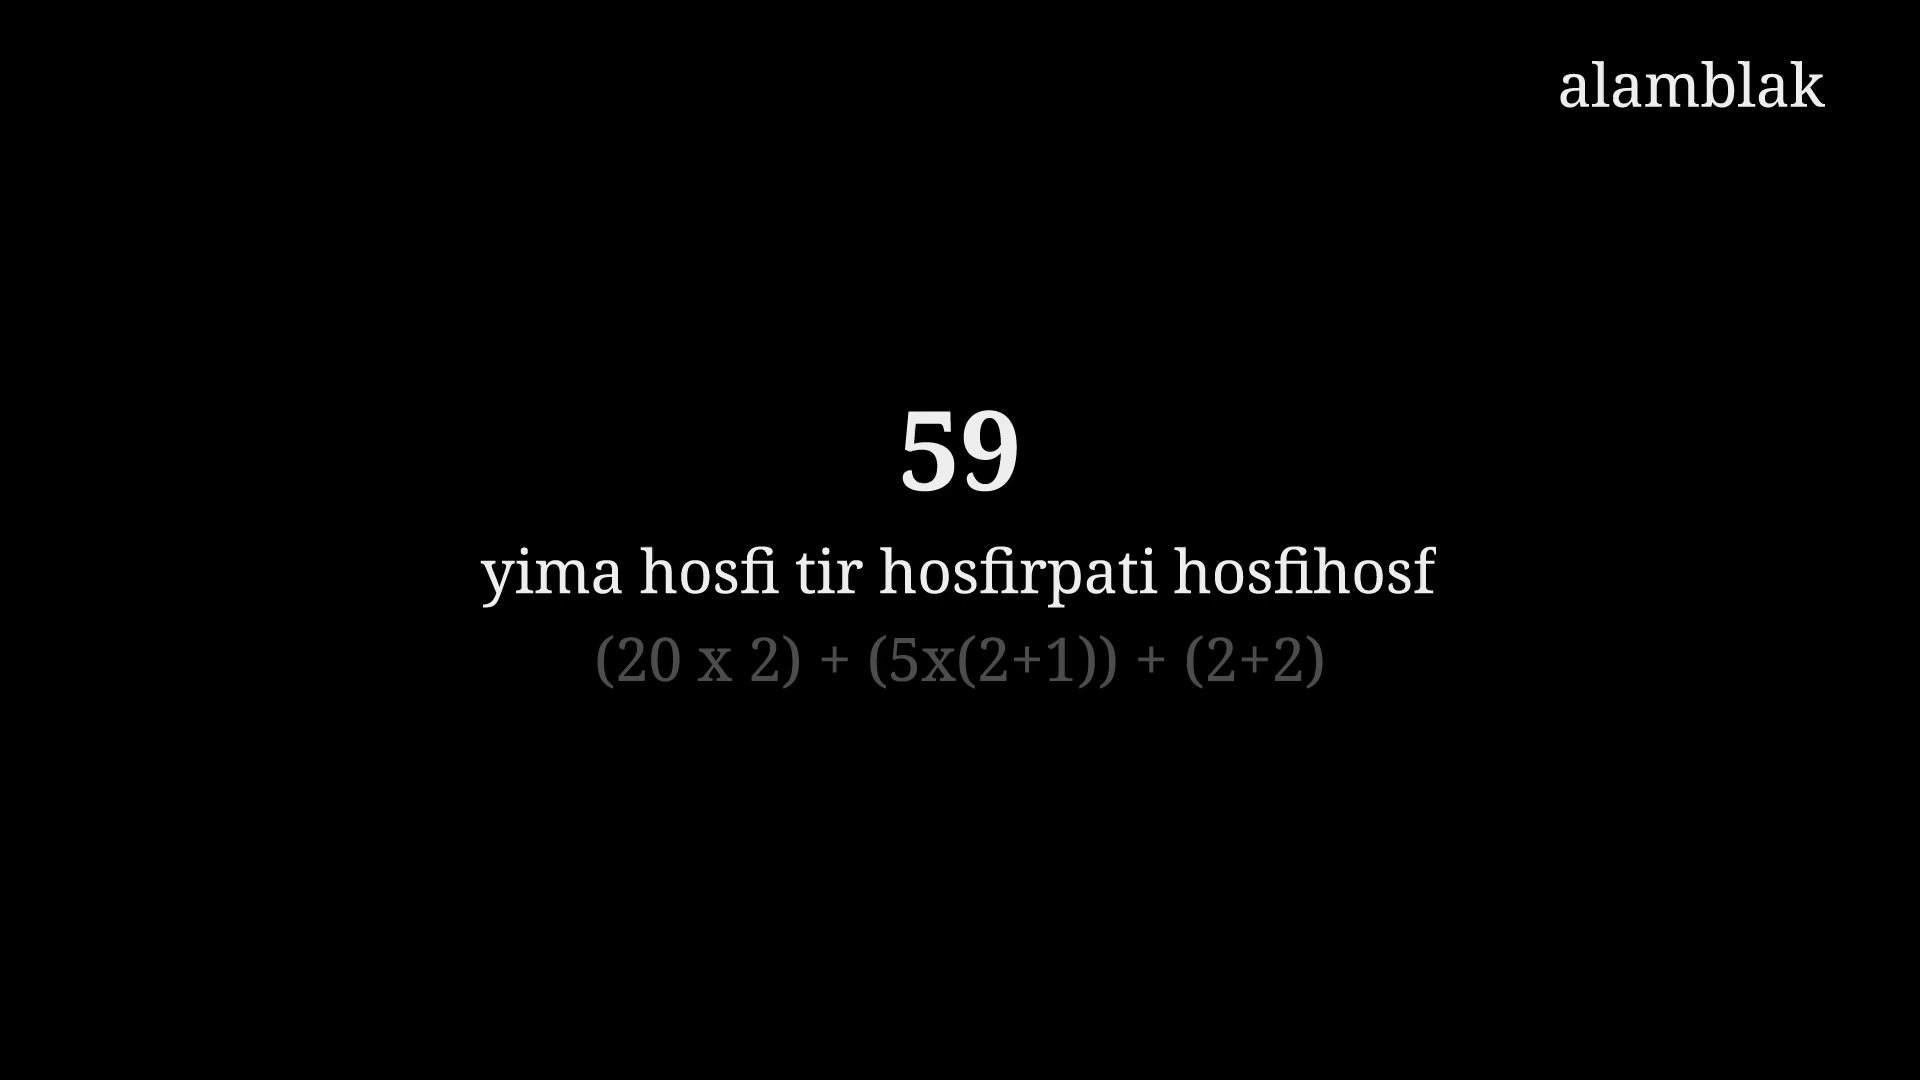 alamblak
59
yima hosfi tir hosfirpati hosfihosf
(20 x 2) + (5x(2+1)) + (2+2)